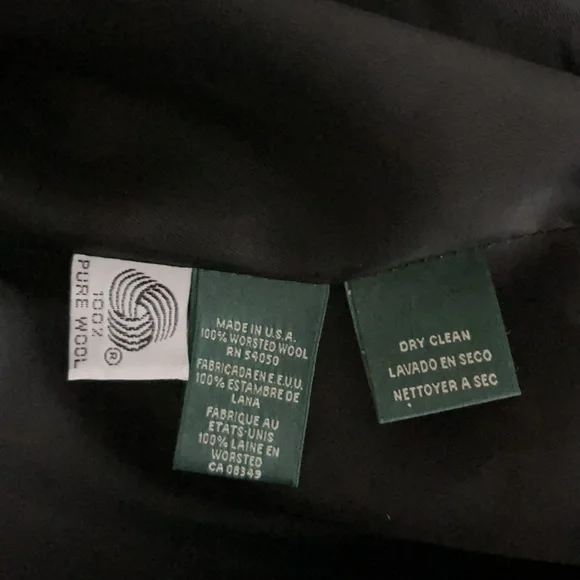 100%
PURE WOOL
®
MADE IN U.S.A.
100% WORSTED WOOL
RN 54050
FABRICADA EN E.E.U.U.
100% ESTAMBRE DE
LANA
FABRIQUE AU
ETATS-UNIS
100% LAINE EN
WORSTED
CA 08349
DRY CLEAN
LAVADO EN SECO
NETTOYER A SEC